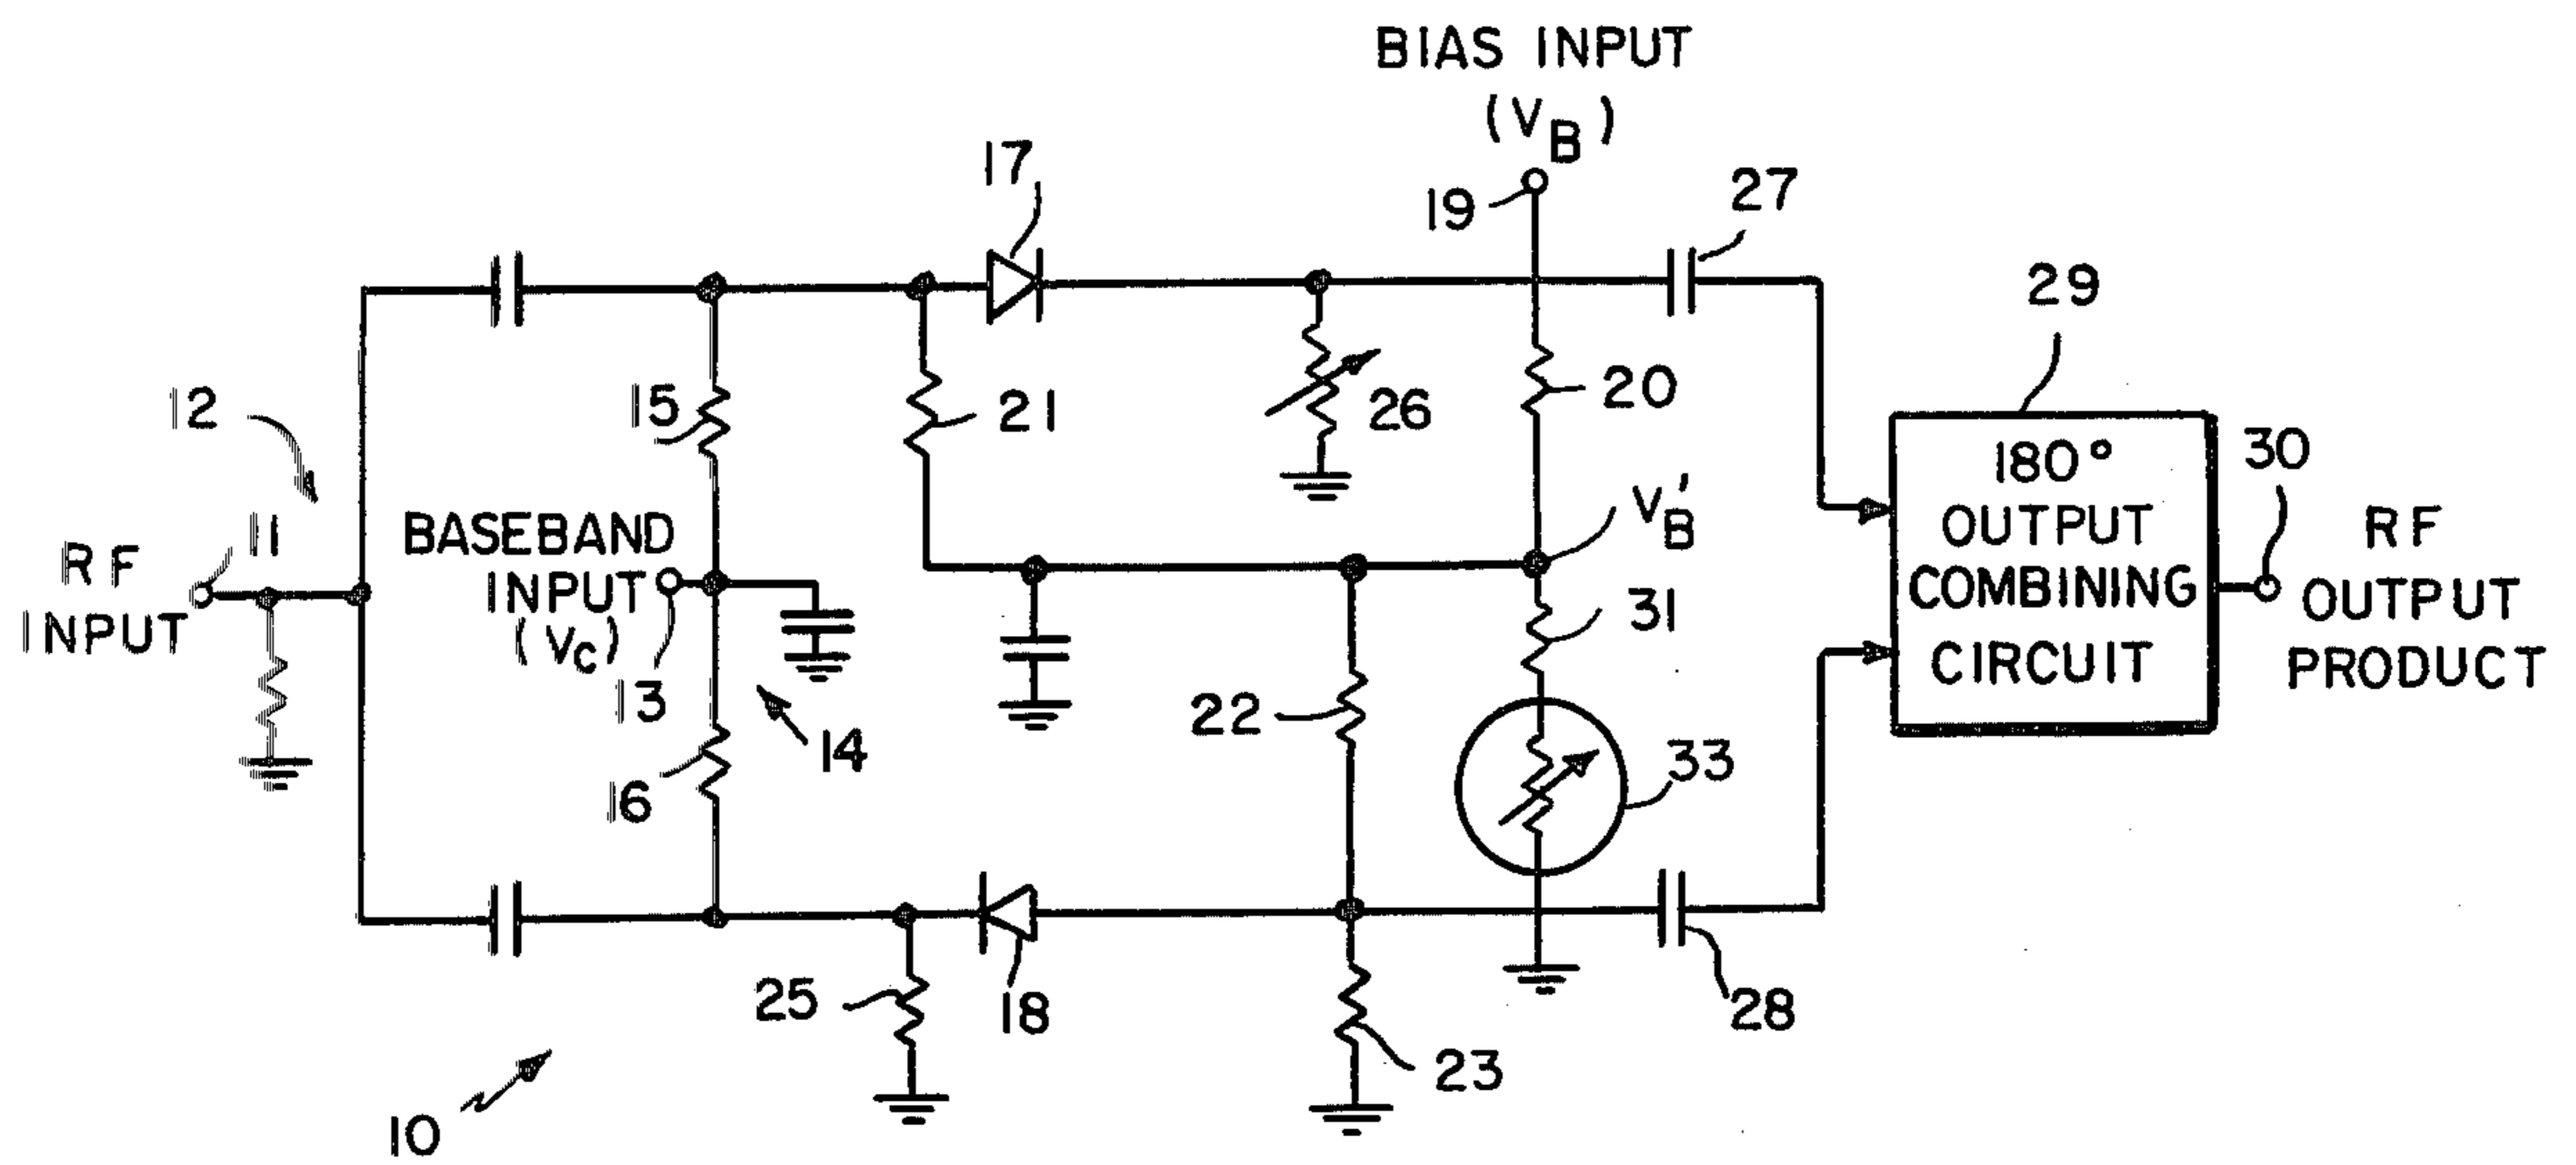 BIAS INPUT
(VB)
17
19
27
29
12
15
21
26
20
180°
30
11
RF
INPUT
BASEBAND
INPUT
(VC)
V'B
OUTPUT
COMBINING
CIRCUIT
RF
OUTPUT
PRODUCT
31
13
14
22
33
16
25
18
28
23
10